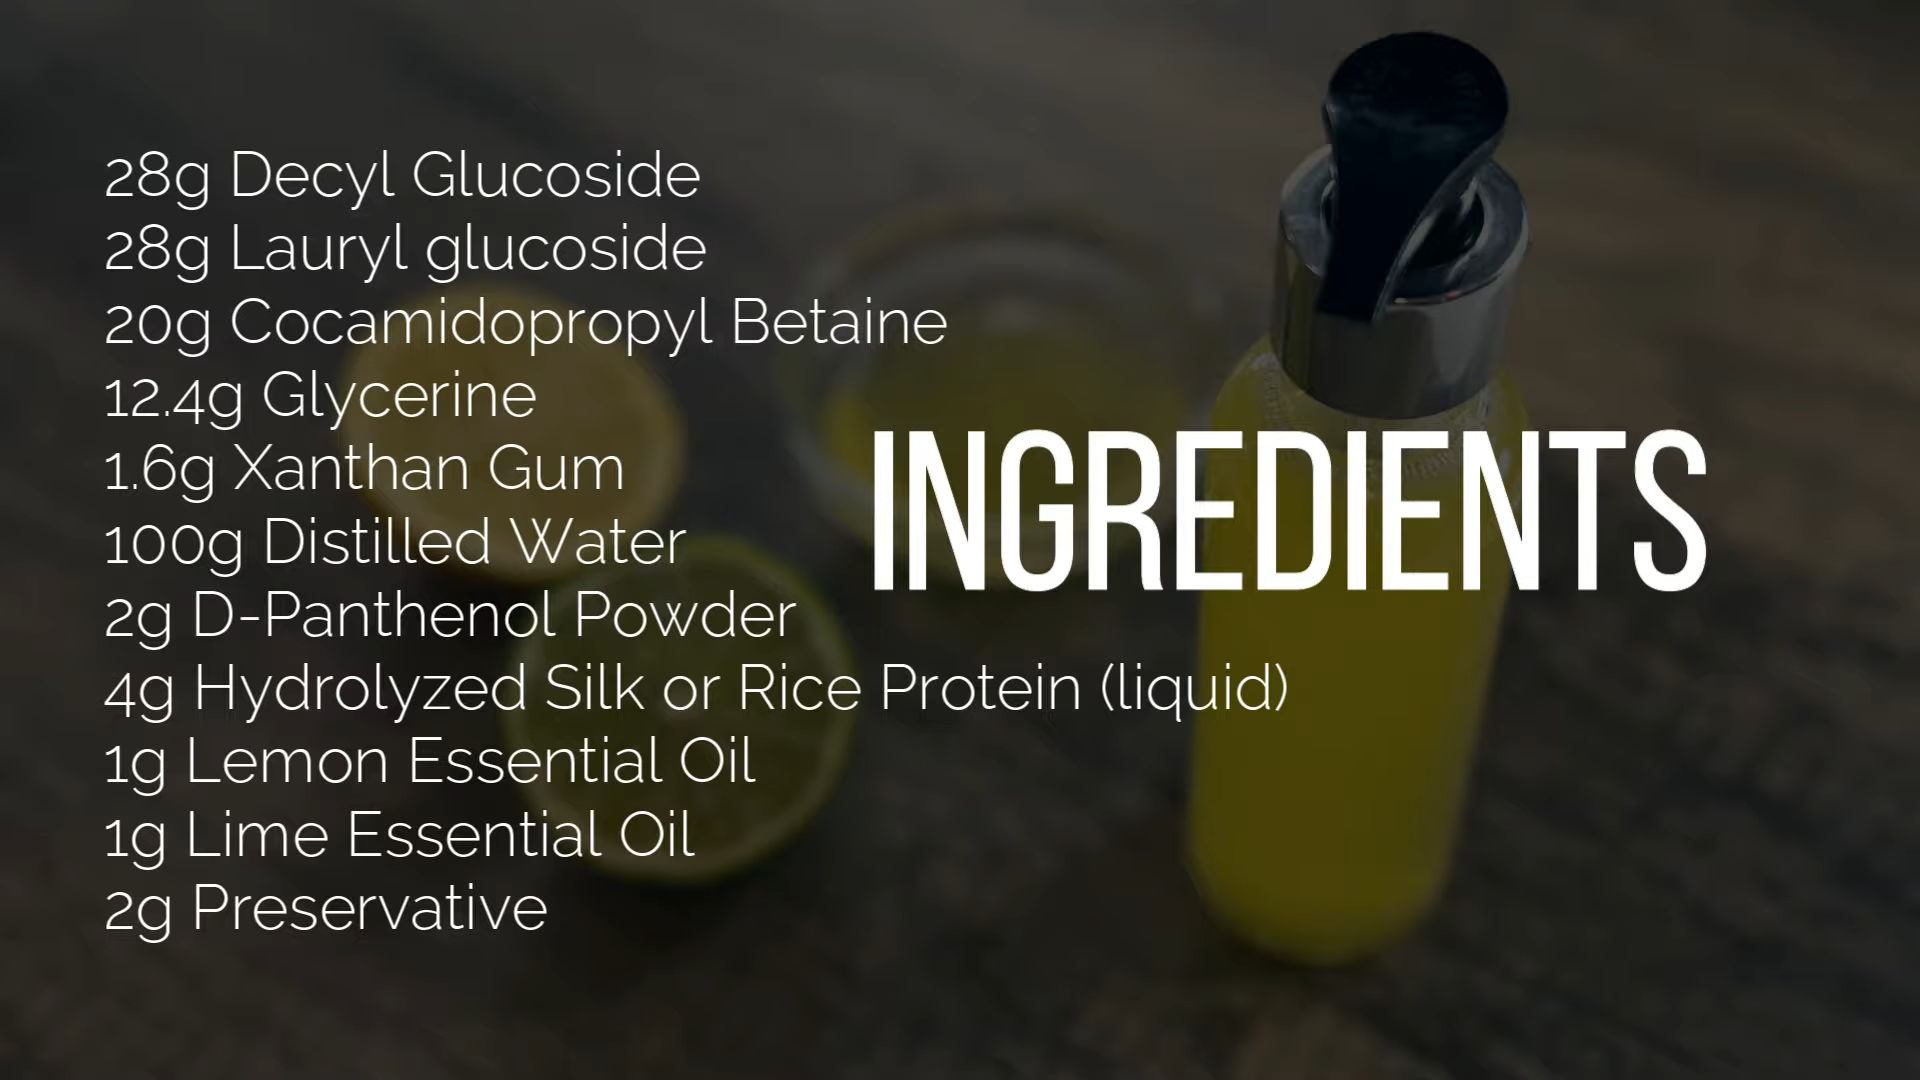 28g Decyl Glucoside
28g Lauryl glucoside
20g Cocamidopropyl Betaine
12.4g Glycerine
1.6g Xanthan Gum
100g Distilled Water
2g D-Panthenol Powder
4g Hydrolyzed Silk or Rice Protein (liquid)
1g Lemon Essential Oil
1g Lime Essential Oil
2g Preservative
INGREDIENTS